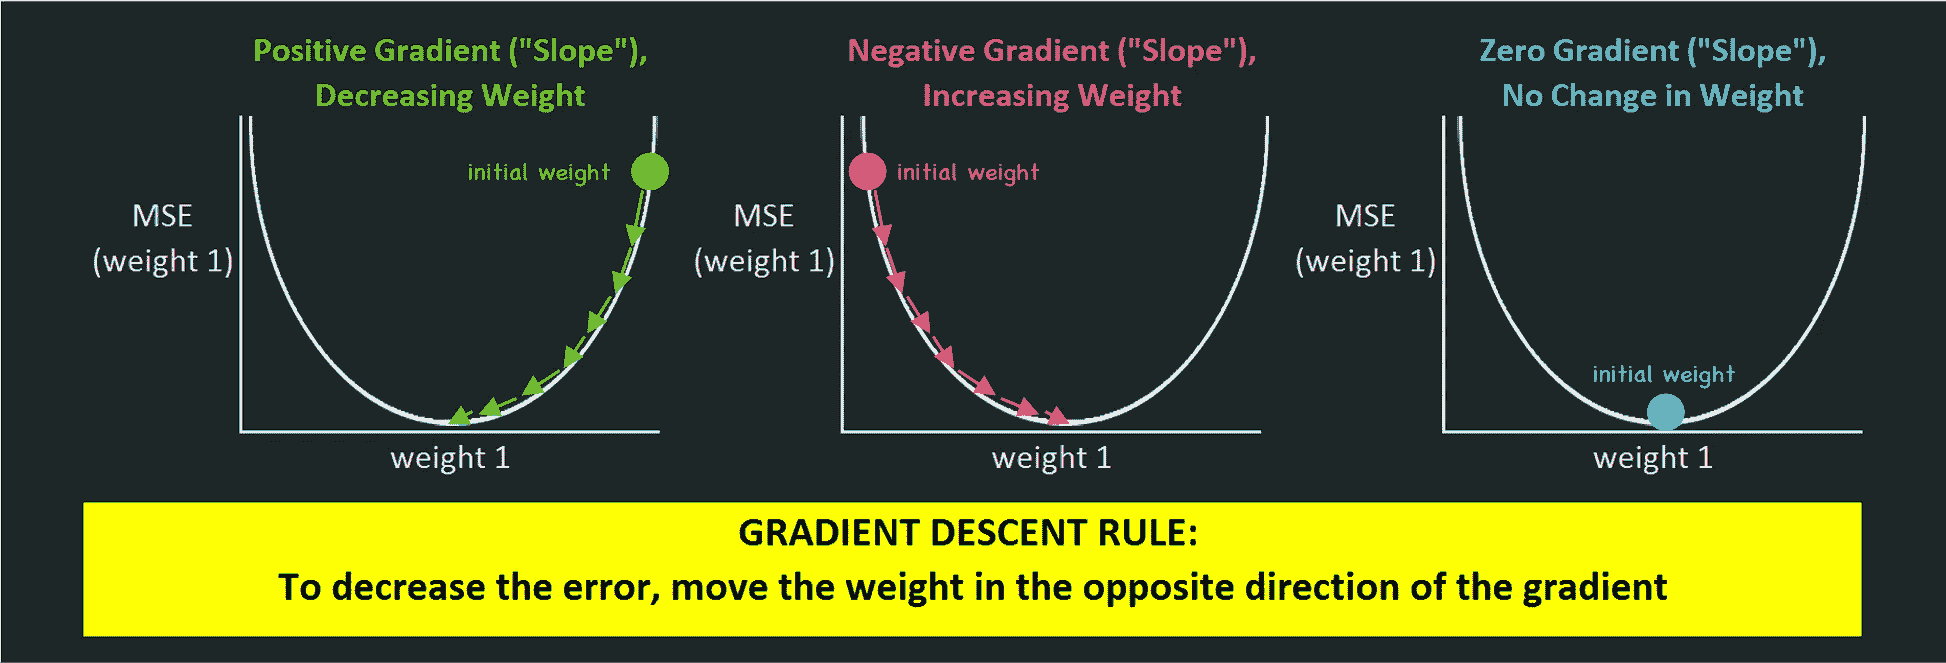 Positive Gradient ("Slope"),
Decreasing Weight
initial weight
MSE
(weight 1)
weight 1
Negative Gradient ("Slope"),
Increasing Weight
initial weight
MSE
(weight 1)
weight 1
Zero Gradient ("Slope"),
No Change in Weight
MSE
(weight 1)
initial weight
weight 1
GRADIENT DESCENT RULE:
To decrease the error, move the weight in the opposite direction of the gradient